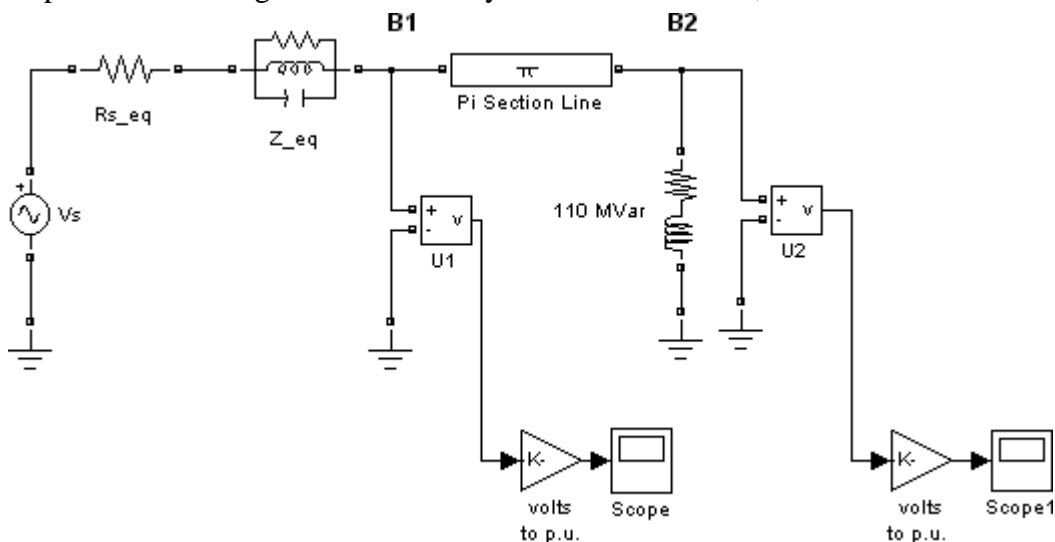 B1
B2
π
Pi Section Line
Rs_eq
Z_eq
+
Vs
110 MVar
+
-
v
U1
+
-
v
U2
K-
K-
volts
to p.u.
Scope
volts
to p.u.
Scope1